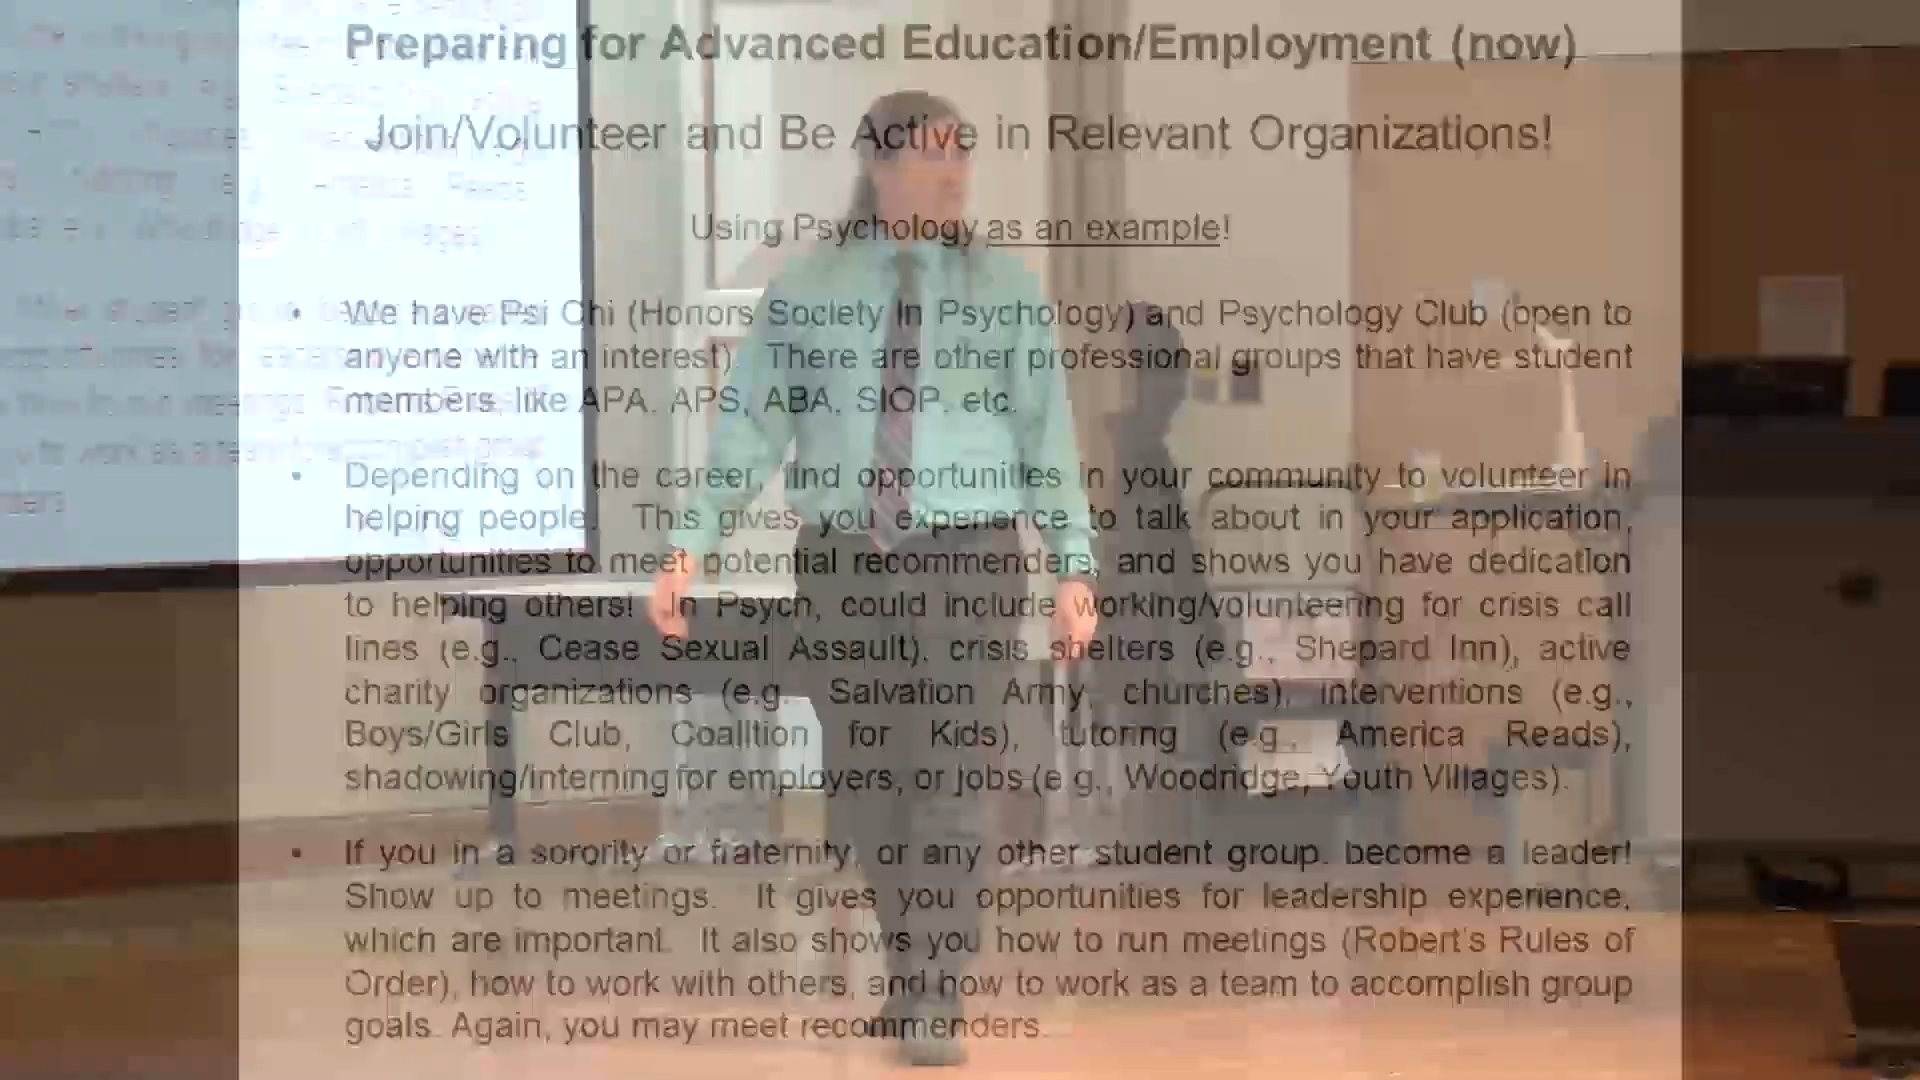 Preparing for Advanced Education/Employment (now)
Join/Volunteer and Be Active in Relevant Organizations!
Using Psychology as an example!
• We have Psi Chi (Honors Society in Psychology) and Psychology Club (open to
anyone with an interest). There are other professional groups that have student
members like APA, APS, ABA, SIOP, etc.
• Depending on the career, find opportunities in your community to volunteer in
helping people. This gives you experience to talk about in your application,
opportunities to meet potential recommenders, and shows you have dedication
to helping others! In Psych, could include working/volunteering for crisis call
lines (e.g., Cease Sexual Assault), crisis shelters (e.g., Shepard Inn), active
charity organizations (e.g. Salvation Army, churches), interventions (e.g.,
Boys/Girls Club, Coalition for Kids), tutoring (e.g., America Reads),
shadowing/interning for employers, or jobs (e.g., Woodridge, Youth Villages).
• If you in a sorority or fraternity, or any other student group, become a leader!
Show up to meetings. It gives you opportunities for leadership experience,
which are important. It also shows you how to run meetings (Robert's Rules of
Order), how to work with others, and how to work as a team to accomplish group
goals. Again, you may meet recommenders.